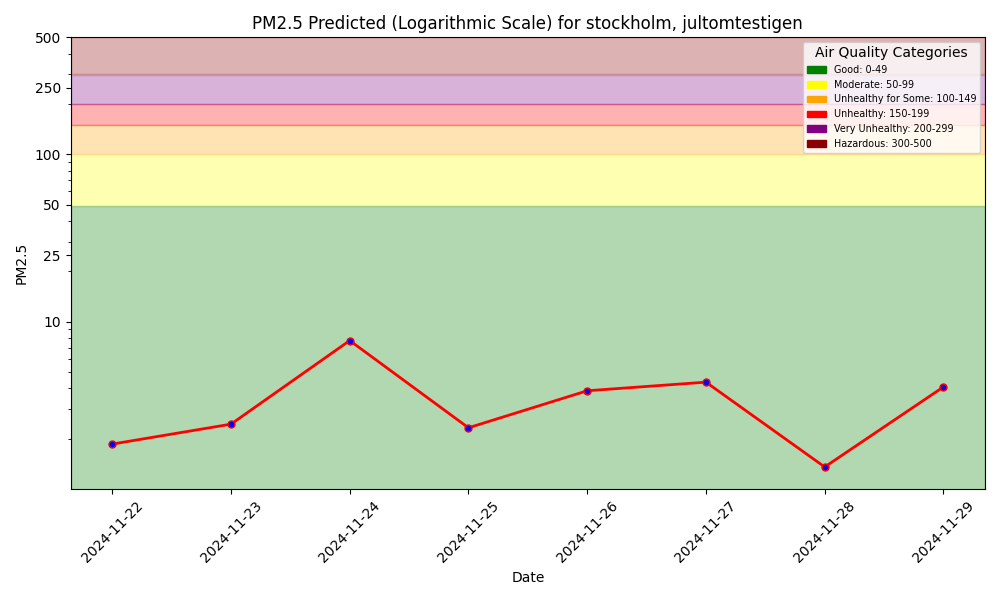 PM2.5 Predicted (Logarithmic Scale) for stockholm, jultomtestigen
500
250
100
50
25
10
PM2.5
Air Quality Categories
Good: 0-49
Moderate: 50-99
Unhealthy for Some: 100-149
Unhealthy: 150-199
Very Unhealthy: 200-299
Hazardous: 300-500
2024-11-22
2024-11-23
2024-11-24
2024-11-25
2024-11-26
2024-11-27
2024-11-28
2024-11-29
Date